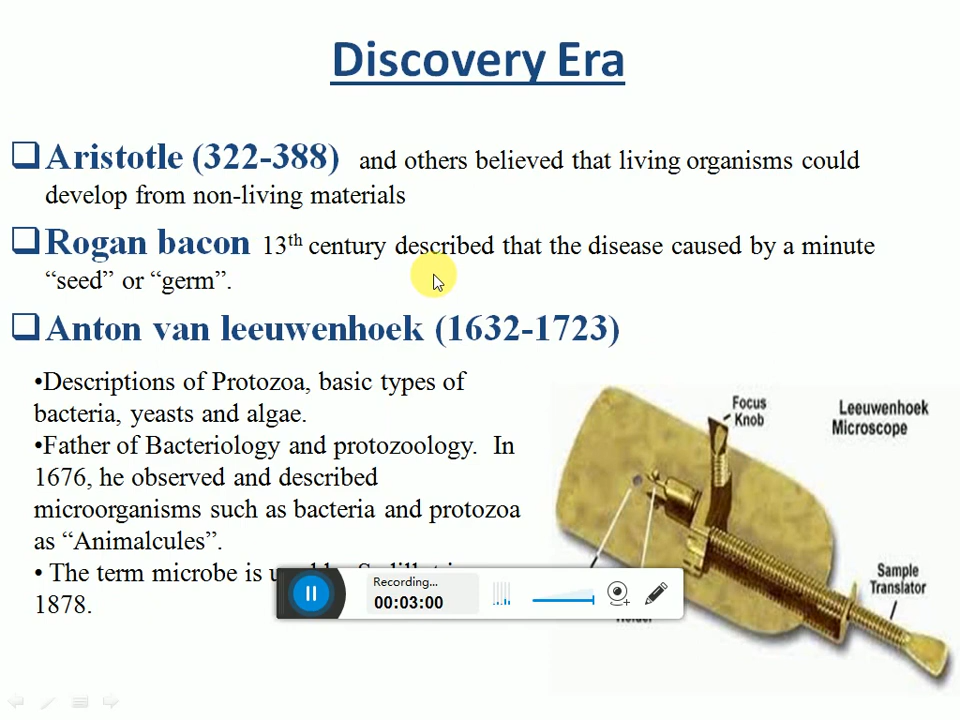 Discovery Era
Aristotle (322-388) and others believed that living organisms could
develop from non-living materials
Rogan bacon 13th century described that the disease caused by a minute
“seed” or “germ”.
Anton van leeuwenhoek (1632-1723)
•Descriptions of Protozoa, basic types of
bacteria, yeasts and algae.
•Father of Bacteriology and protozoology. In
1676, he observed and described
microorganisms such as bacteria and protozoa
as “Animalcules”.
• The term microbe is
1878.
Focus
Knob
Leeuwenhoek
Microscope
Sample
Translator
Recording...
00:03:00